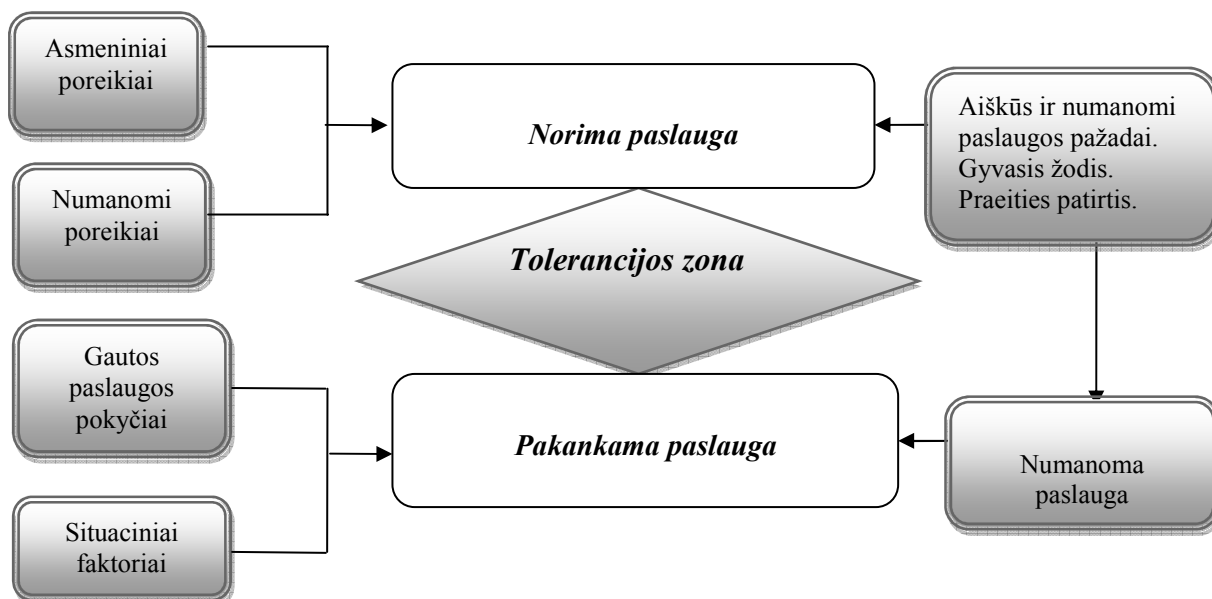 Asmeniniai
poreikiai
Norima paslauga
Aiškūs ir numanomi
paslaugos pažadai.
Gyvasis žodis.
Praeities patirtis.
Numanomi
poreikiai
Tolerancijos zona
Gautos
paslaugos
pokyčiai
Pakankama paslauga
Numanoma
paslauga
Situaciniai
faktoriai